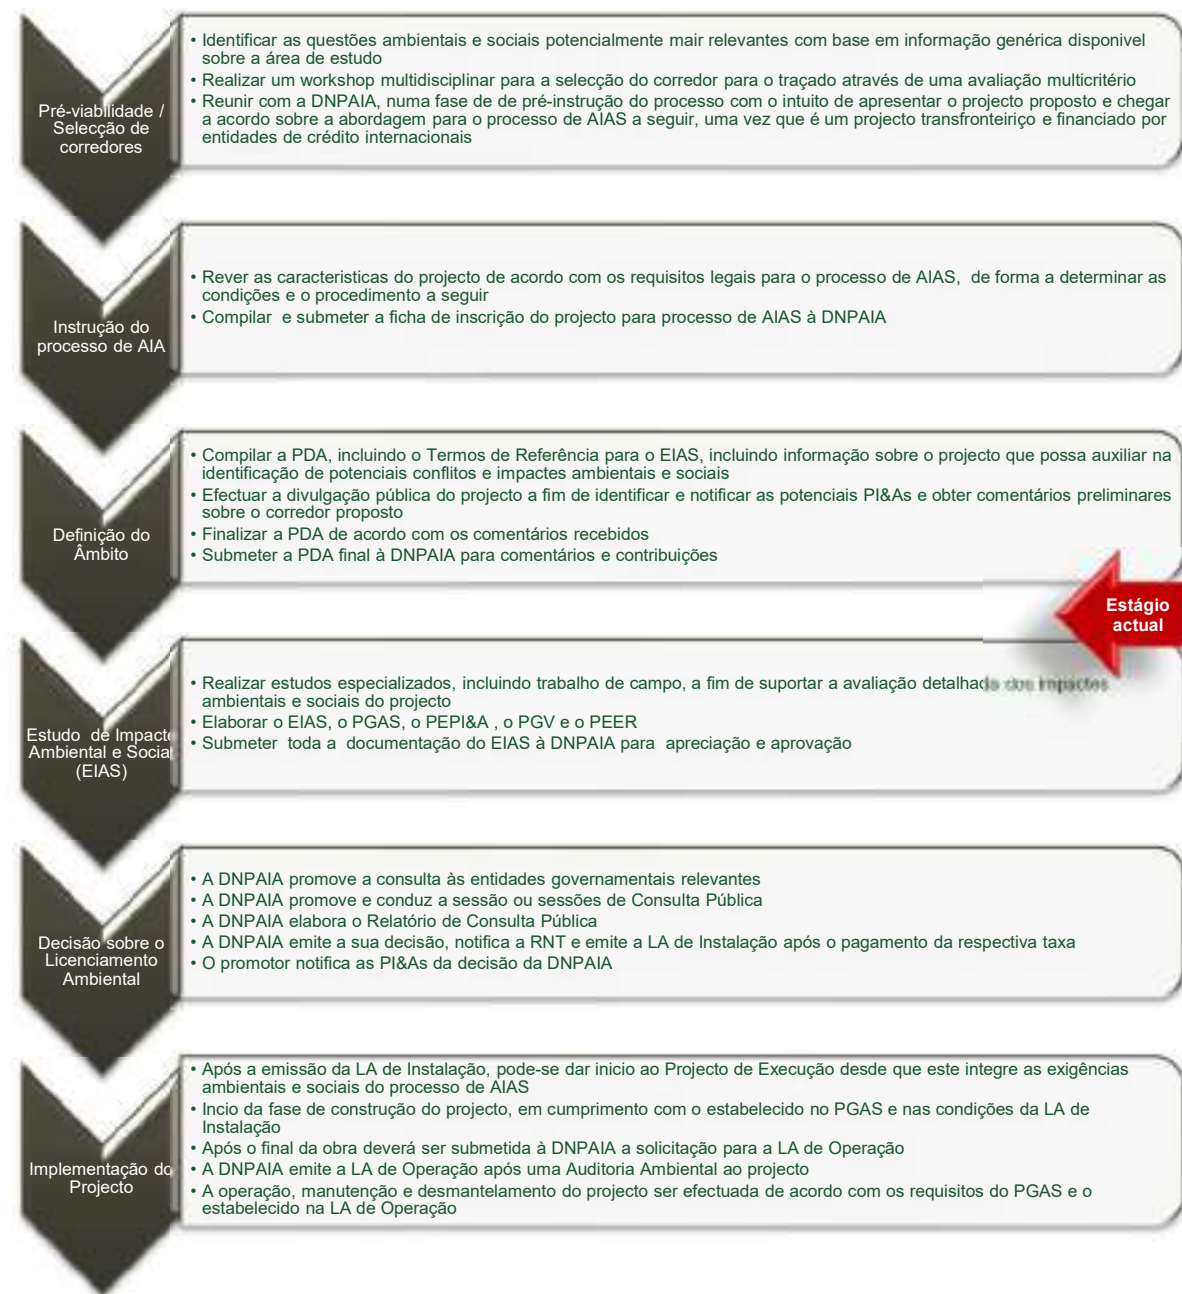 Pré-viabilidade /
Selecção de
corredores
• Identificar as questões ambientais e sociais potencialmente mair relevantes com base em informação genérica disponivel
sobre a área de estudo
• Realizar um workshop multidisciplinar para a selecção do corredor para o traçado através de uma avaliação multicritério
• Reunir com a DNPAIA, numa fase de de pré-instrução do processo com o intuito de apresentar o projecto proposto e chegar
a acordo sobre a abordagem para o processo de AIAS a seguir, uma vez que é um projecto transfronteiriço e financiado por
entidades de crédito internacionais
Instrução do
processo de AIA
• Rever as caracteristicas do projecto de acordo com os requisitos legais para o processo de AIAS, de forma a determinar as
condições e o procedimento a seguir
• Compilar e submeter a ficha de inscrição do projecto para processo de AIAS à DNPAIA
Definição do
Âmbito
• Compilar a PDA, incluindo o Termos de Referência para o EIAS, incluindo informação sobre o projecto que possa auxiliar na
identificação de potenciais conflitos e impactes ambientais e sociais
• Efectuar a divulgação pública do projecto a fim de identificar e notificar as potenciais PI&As e obter comentários preliminares
sobre o corredor proposto
• Finalizar a PDA de acordo com os comentários recebidos
• Submeter a PDA final à DNPAIA para comentários e contribuições
Estágio
actual
Estudo de Impacte
Ambiental e Social
(EIAS)
• Realizar estudos especializados, incluindo trabalho de campo, a fim de suportar a avaliação detalhada dos impactes
ambientais e sociais do projecto
• Elaborar o EIAS, o PGAS, o PEPI&A , o PGV e o PEER
• Submeter toda a documentação do EIAS à DNPAIA para apreciação e aprovação
Decisão sobre o
Licenciamento
Ambiental
• A DNPAIA promove a consulta às entidades governamentais relevantes
• A DNPAIA promove e conduz a sessão ou sessões de Consulta Pública
• A DNPAIA elabora o Relatório de Consulta Pública
• A DNPAIA emite a sua decisão, notifica a RNT e emite a LA de Instalação após o pagamento da respectiva taxa
• O promotor notifica as PI&As da decisão da DNPAIA
Implementação do
Projecto
• Após a emissão da LA de Instalação, pode-se dar inicio ao Projecto de Execução desde que este integre as exigências
ambientais e sociais do processo de AIAS
• Incio da fase de construção do projecto, em cumprimento com o estabelecido no PGAS e nas condições da LA de
Instalação
• Após o final da obra deverá ser submetida à DNPAIA a solicitação para a LA de Operação
• A DNPAIA emite a LA de Operação após uma Auditoria Ambiental ao projecto
• A operação, manutenção e desmantelamento do projecto ser efectuada de acordo com os requisitos do PGAS e o
estabelecido na LA de Operação